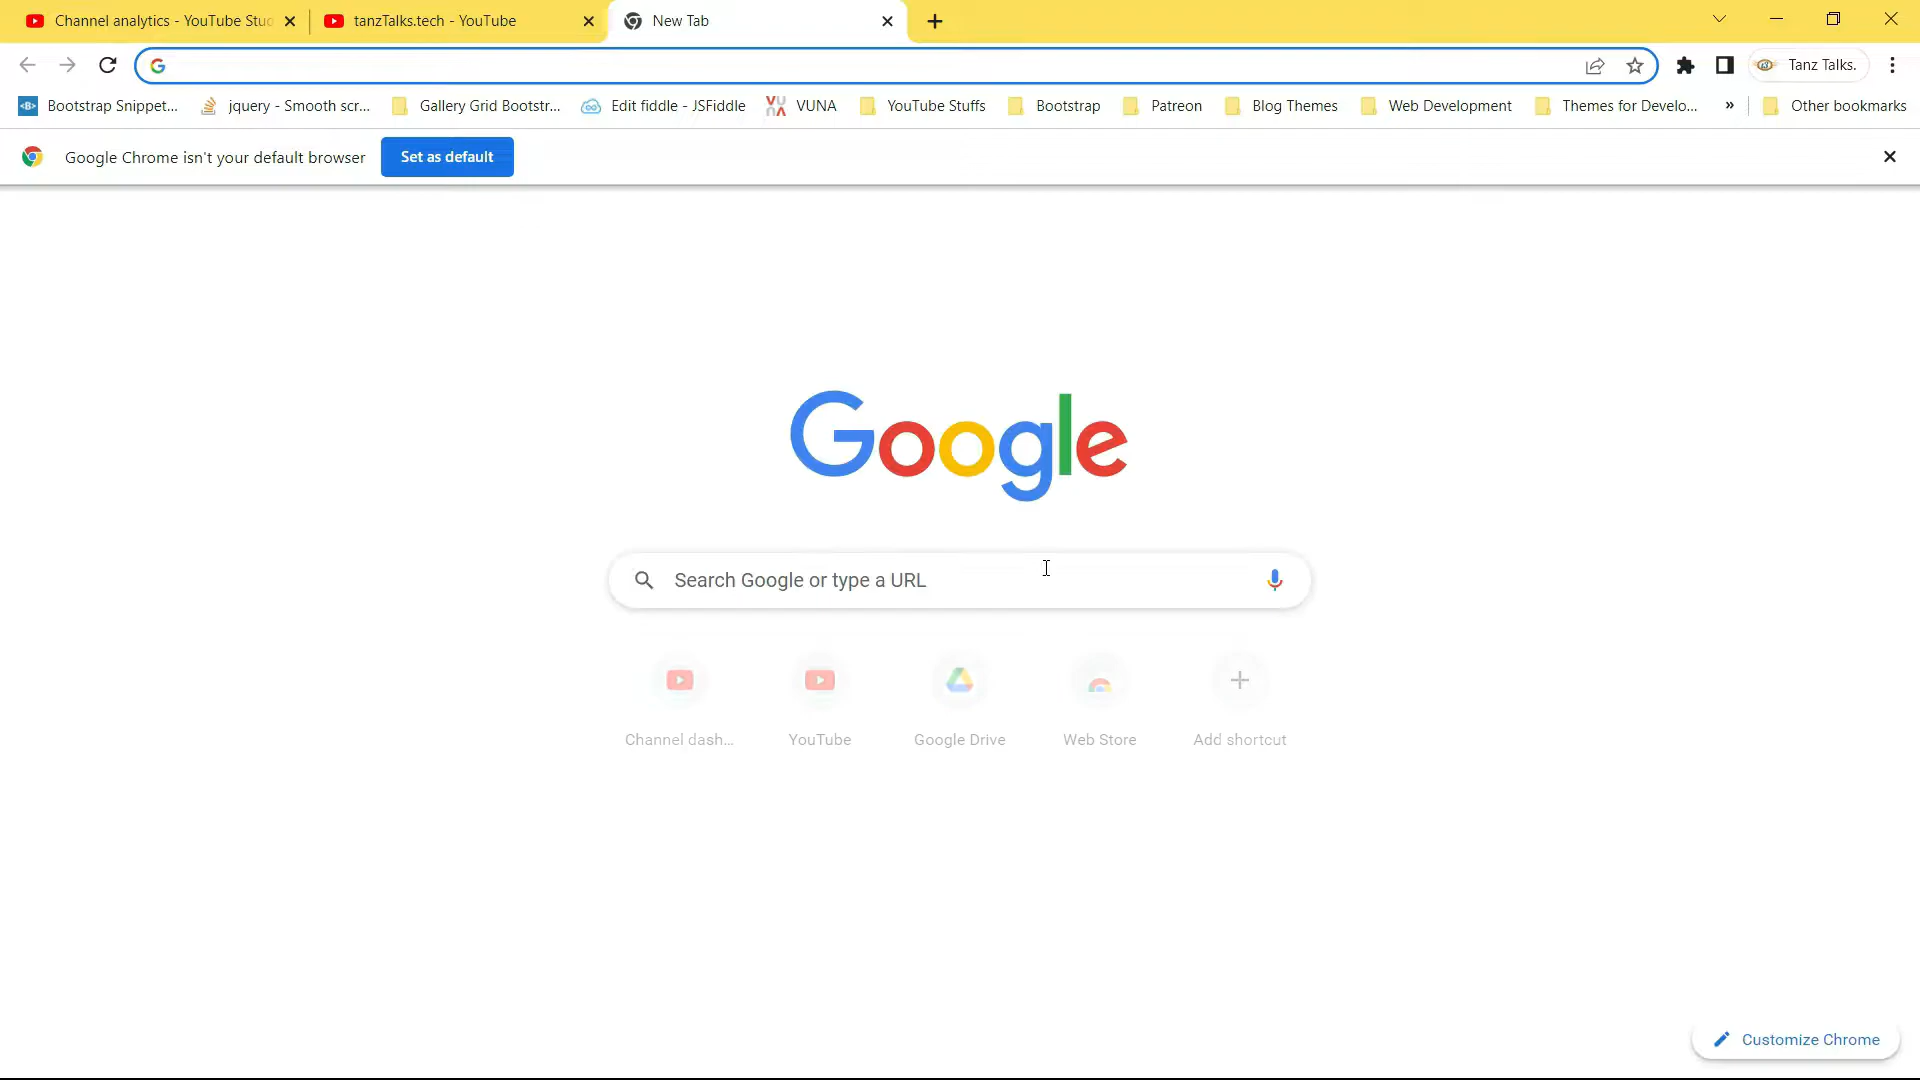 Channel analytics - YouTube Stu
tanzTalks.tech - YouTube
New Tab
Tanz Talks.
Bootstrap Snippet...
jquery - Smooth scr...
Gallery Grid Bootstr...
Edit fiddle - JSFiddle
VUNA
YouTube Stuffs
Bootstrap
Patreon
Blog Themes
Web Development
Themes for Develo...
»
Other bookmarks
Google Chrome isn't your default browser
Set as default
Google
Search Google or type a URL
Channel dash...
YouTube
Google Drive
Web Store
Add shortcut
Customize Chrome